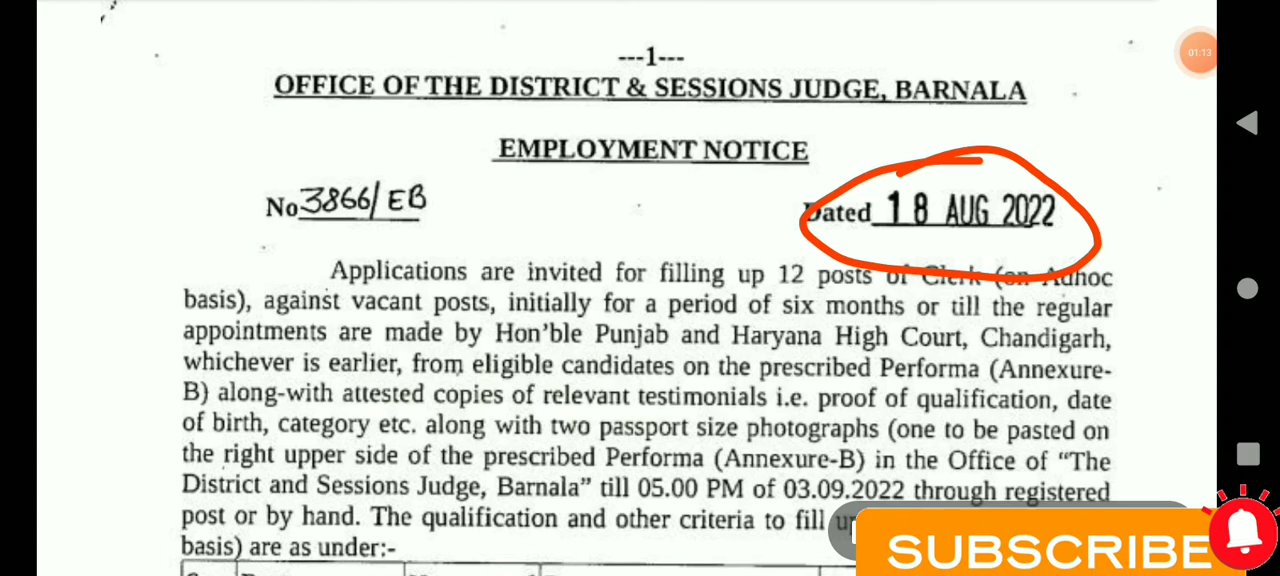 01:13
---1---
OFFICE OF THE DISTRICT & SESSIONS JUDGE, BARNALA
EMPLOYMENT NOTICE
No 3866/EB Dated 18 AUG 2022
Applications are invited for filling up 12 posts of Clerk (on Adhoc
basis), against vacant posts, initially for a period of six months or till the regular
appointments are made by Hon'ble Punjab and Haryana High Court, Chandigarh,
whichever is earlier, from eligible candidates on the prescribed Performa (Annexure-
B) along-with attested copies of relevant testimonials i.e. proof of qualification, date
of birth, category etc. along with two passport size photographs (one to be pasted on
the right upper side of the prescribed Performa (Annexure-B) in the Office of "The
District and Sessions Judge, Barnala" till 05.00 PM of 03.09.2022 through registered
post or by hand. The qualification and other criteria to fill
basis) are as under:-
SUBSCRIBE